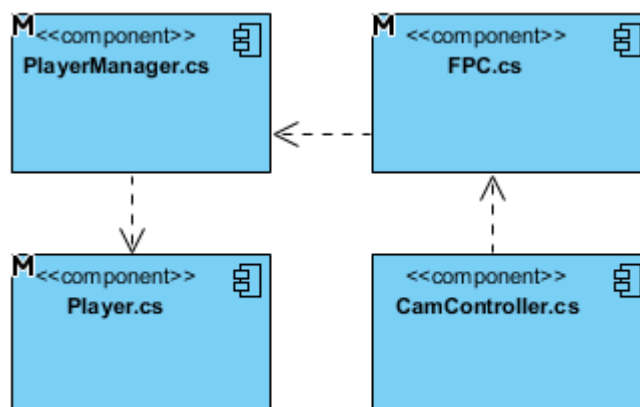 M
<<component>>
PlayerManager.cs
M
<<component>>
FPC.cs
M
<<component>>
Player.cs
<<component>>
CamController.cs